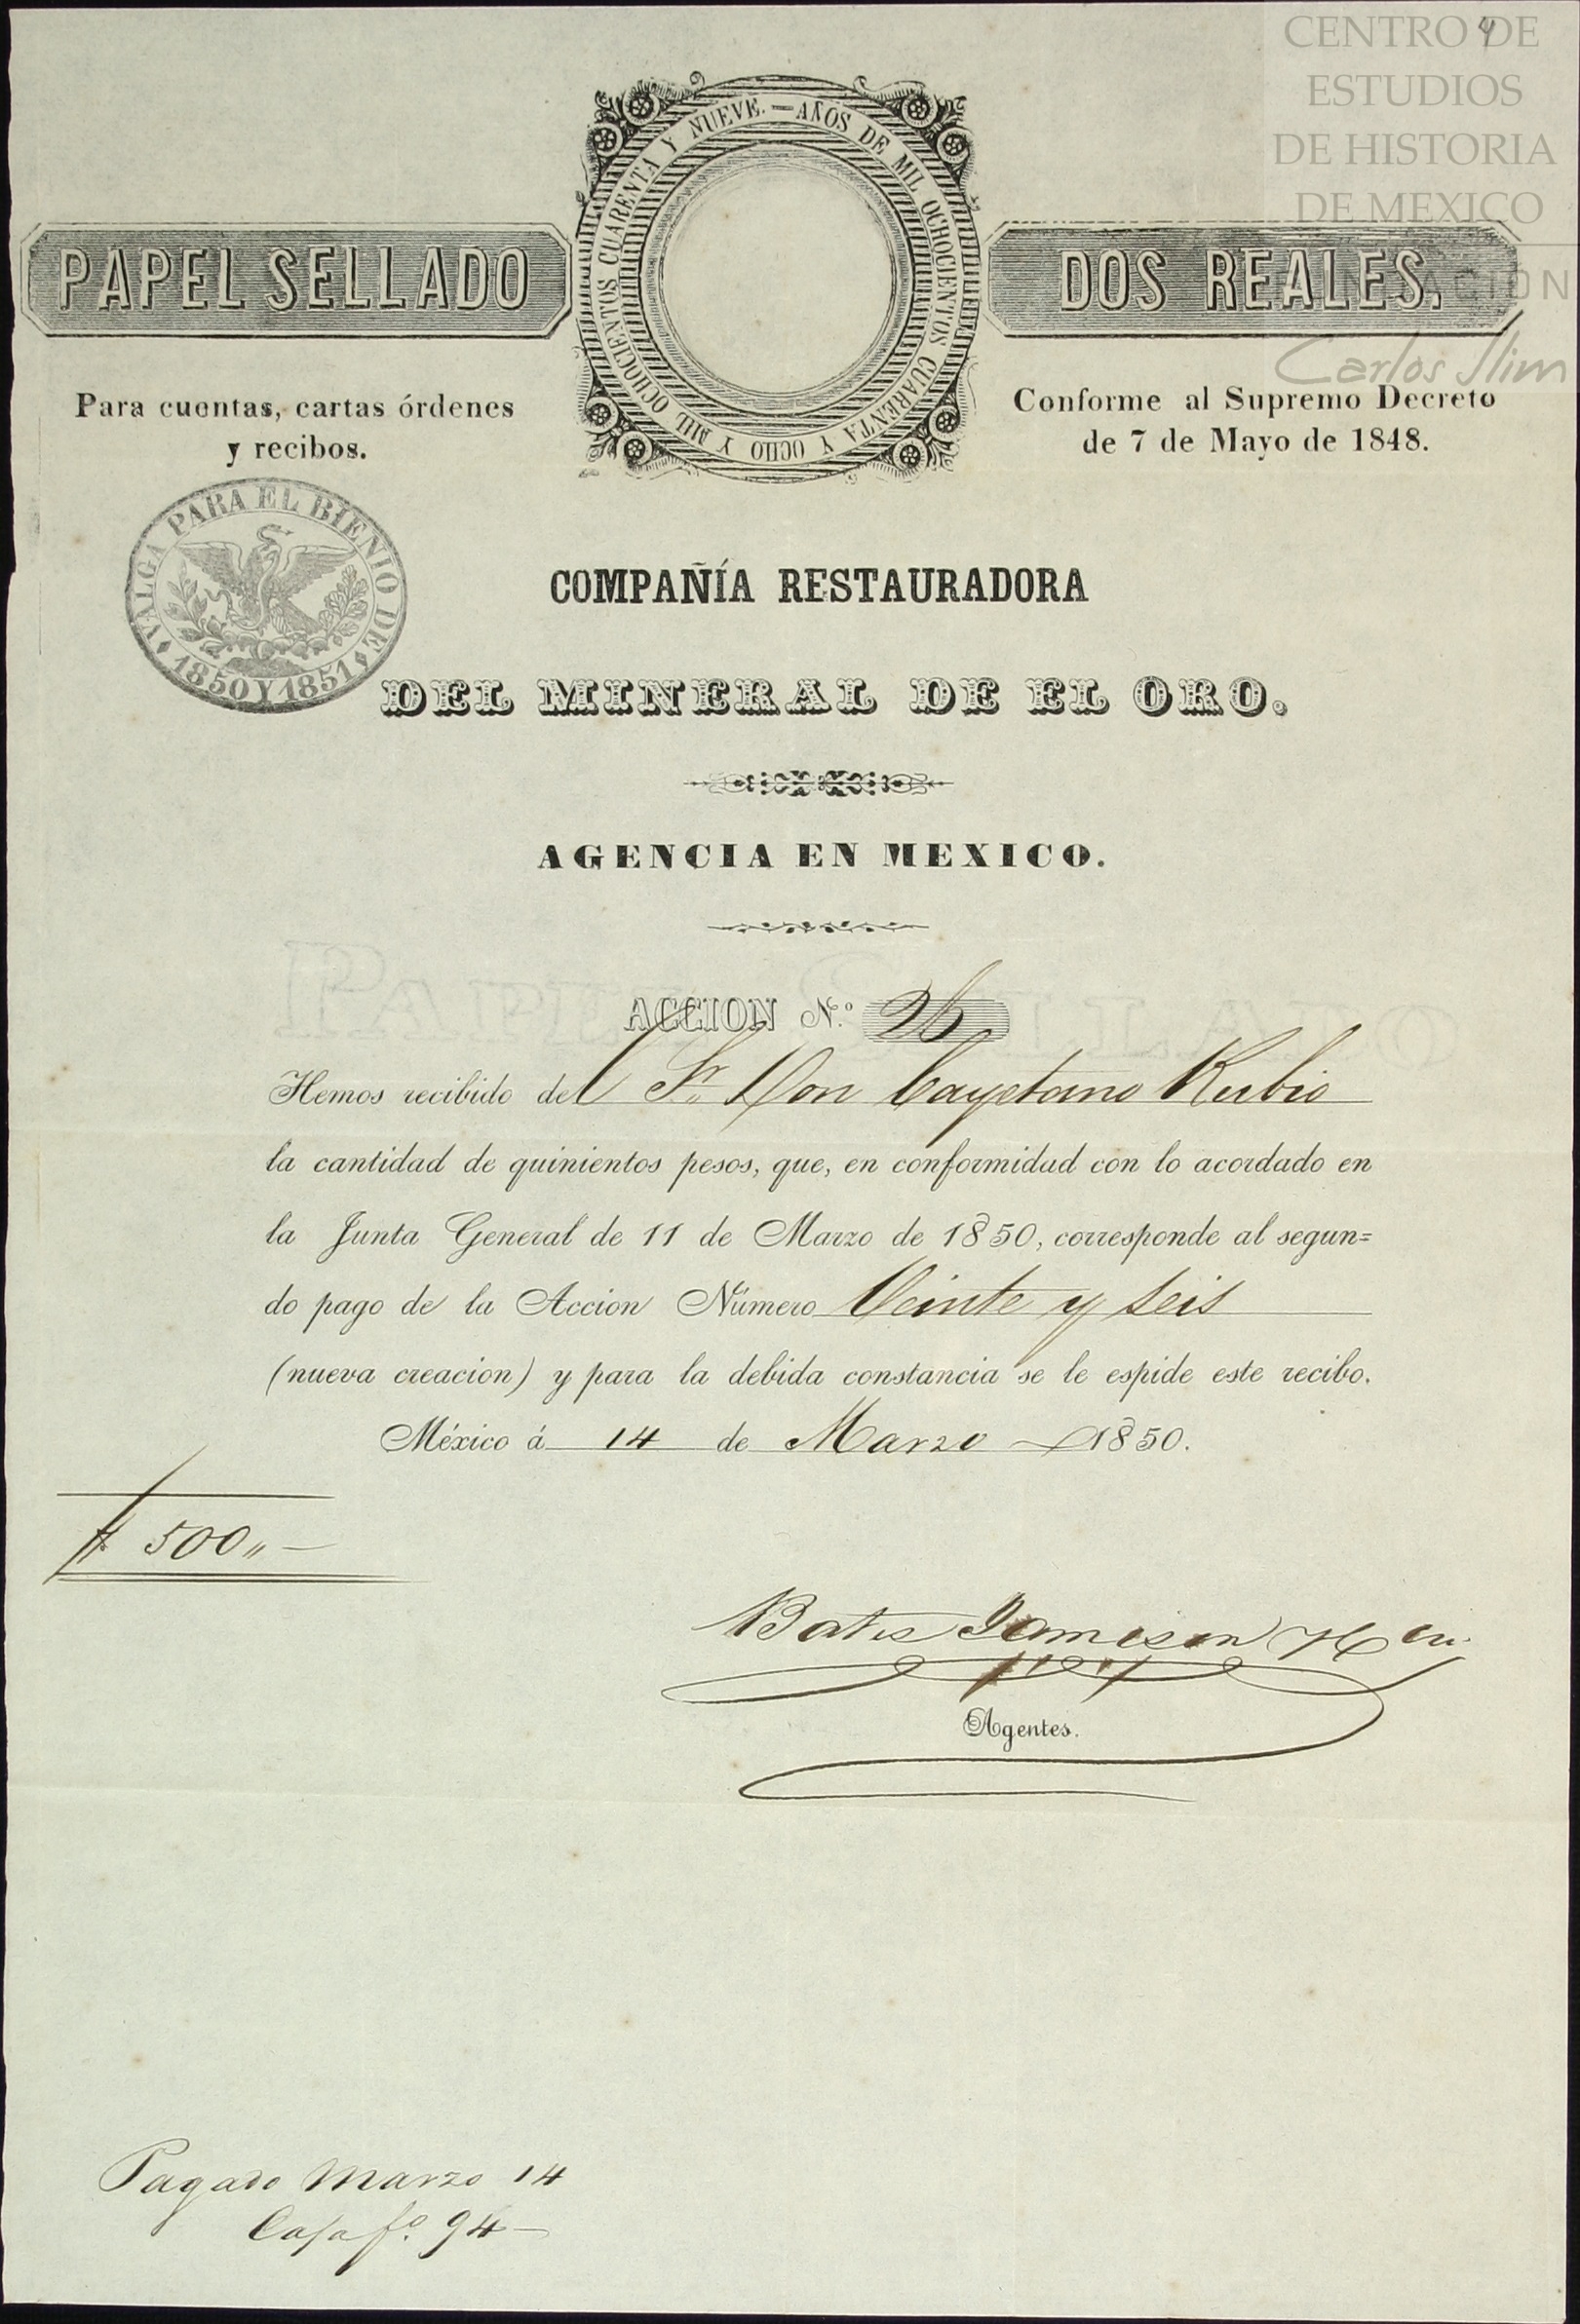 CENTRO DE
ESTUDIOS
DE HISTORIA
DE MEXICO
Carlos Slim
4
AÑOS DE MIL OCHOCIENTOS CUARENTA Y OCHO Y MIL OCHOCIENTOS CUARENTA Y NUEVE.—
PAPEL SELLADO
DOS REALES.
Para cuentas, cartas órdenes
y recibos.
Conforme al Supremo Decreto
de 7 de Mayo de 1848.
VALGA PARA EL BIENIO DE
1850 Y 1851
COMPAÑÍA RESTAURADORA
DEL MINERAL DE EL ORO.
AGENCIA EN MEXICO.
PAPEL SELLADO
ACCION N.º 26
Hemos recibido del Sr. Don Cayetano Rubio
la cantidad de quinientos pesos, que, en conformidad con lo acordado en
la Junta General de 11 de Marzo de 1850, corresponde al segun=
do pago de la Accion Número Veinte y seis
(nueva creacion) y para la debida constancia se le espide este recibo.
México á 14 de Marzo 1850.
$ 500,,—
Bates Jamison
Agentes.
Pagado Marzo 14
Caja fo. 94—